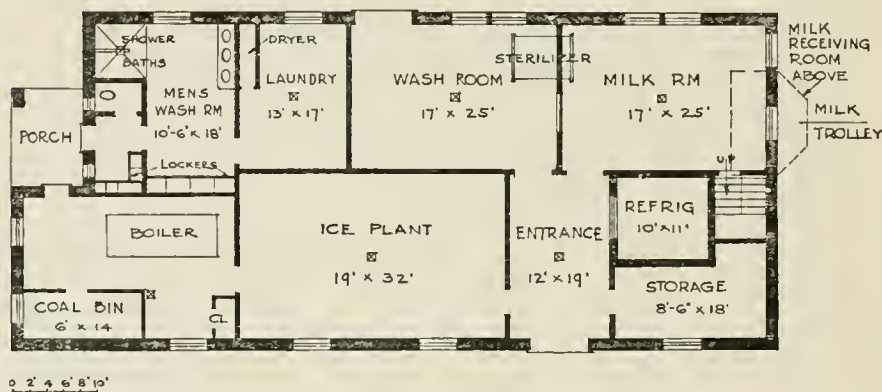 SHOWER
BATHS
MENS
WASH RM
10'-6" x 18'
LOCKERS
DRYER
LAUNDRY
13' x 17'
WASH ROOM
17' x 25'
STERILIZER
MILK RM
17' x 25'
MILK
RECEIVING
ROOM
ABOVE
MILK
TROLLEY
PORCH
BOILER
ICE PLANT
19' x 32'
ENTRANCE
12' x 19'
REFRIG
10' x 11'
U
STORAGE
8'-6" x 18'
COAL BIN
6' x 14
CL
0 2' 4 6' 8' 10'